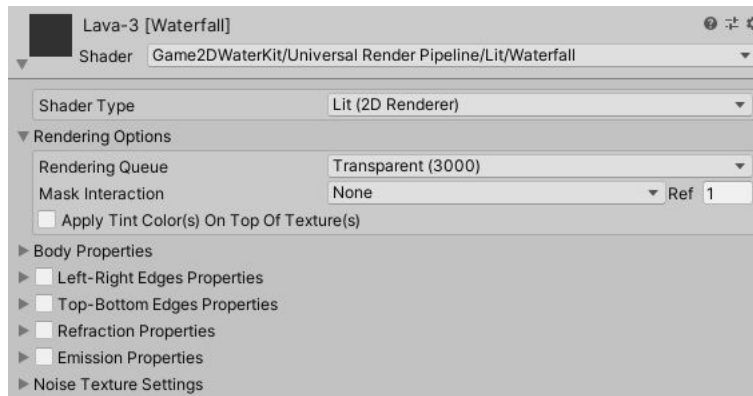 Lava-3 [Waterfall]
Shader Game2DWaterKit/Universal Render Pipeline/Lit/Waterfall
Shader Type Lit (2D Renderer)
Rendering Options
Rendering Queue Transparent (3000)
Mask Interaction None Ref 1
Apply Tint Color(s) On Top Of Texture(s)
Body Properties
Left-Right Edges Properties
Top-Bottom Edges Properties
Refraction Properties
Emission Properties
Noise Texture Settings